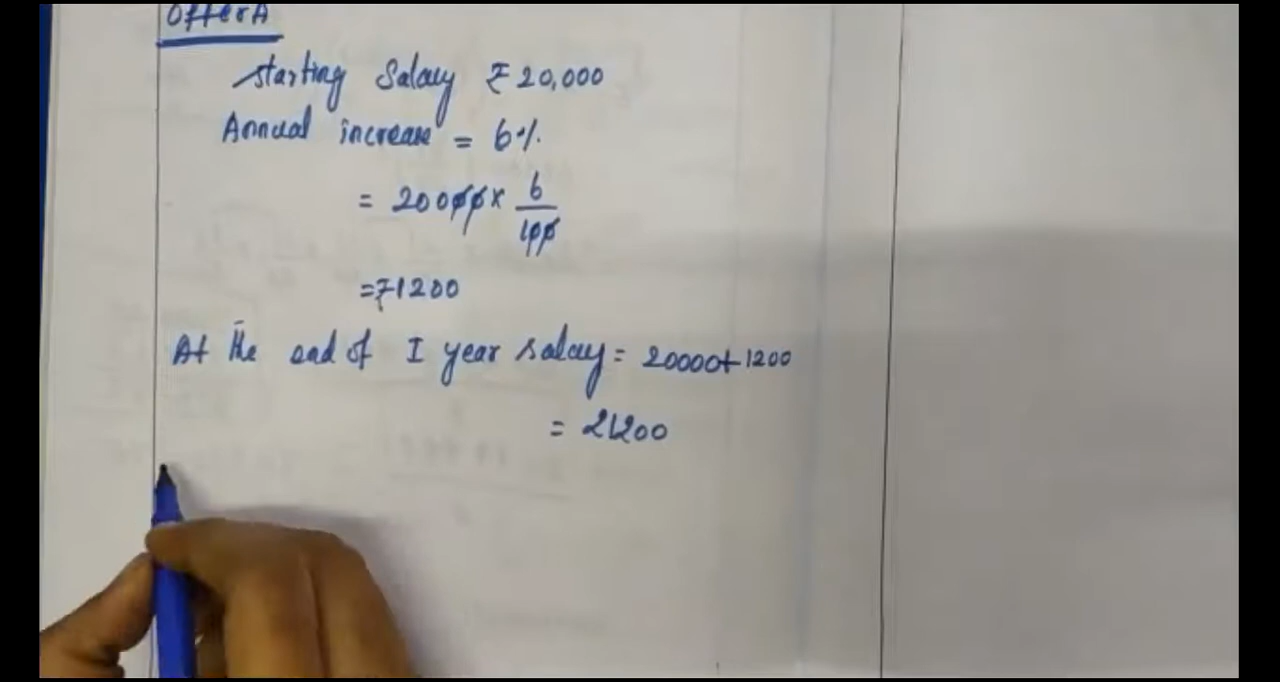 Offer A
Starting Salary ₹ 20,000
Annual increase = 6%
= 20000 x 6/100
= ₹1200
At the end of I year salary = 20000+1200
= 21200